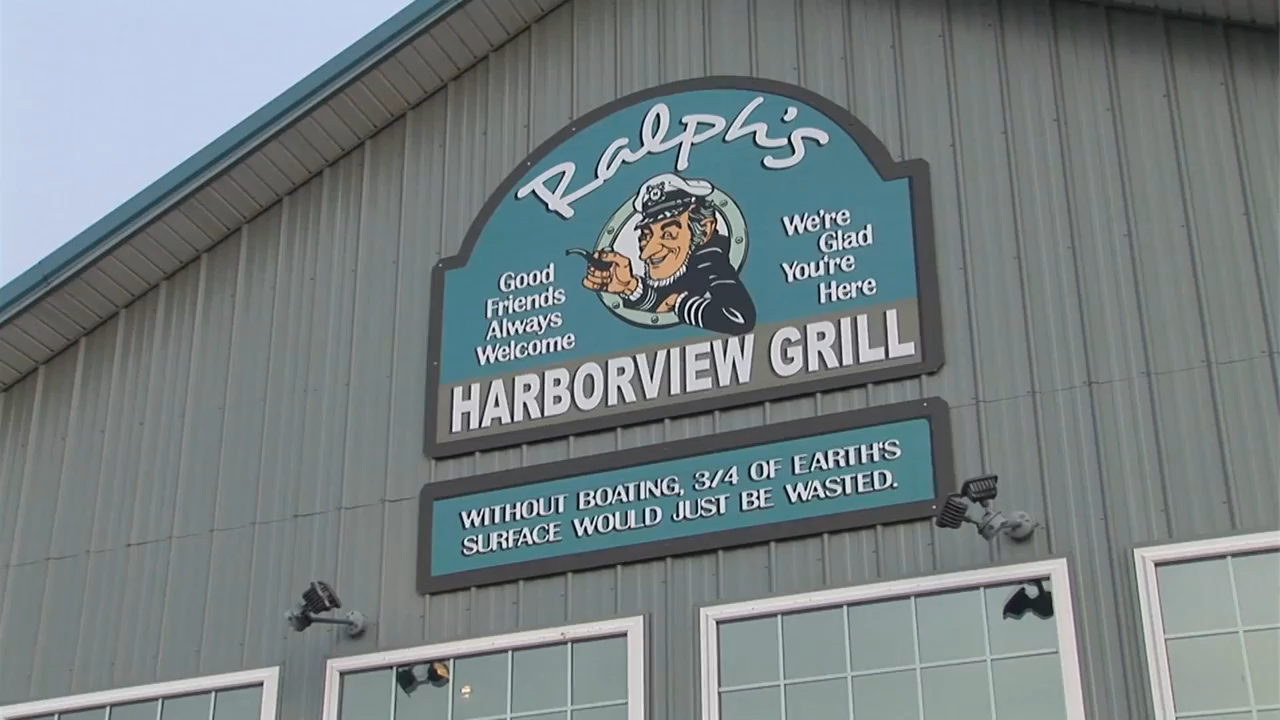 Ralph's
Good
Friends
Always
Welcome
We're
Glad
You're
Here
HARBORVIEW GRILL
WITHOUT BOATING, 3/4 OF EARTH'S
SURFACE WOULD JUST BE WASTED.